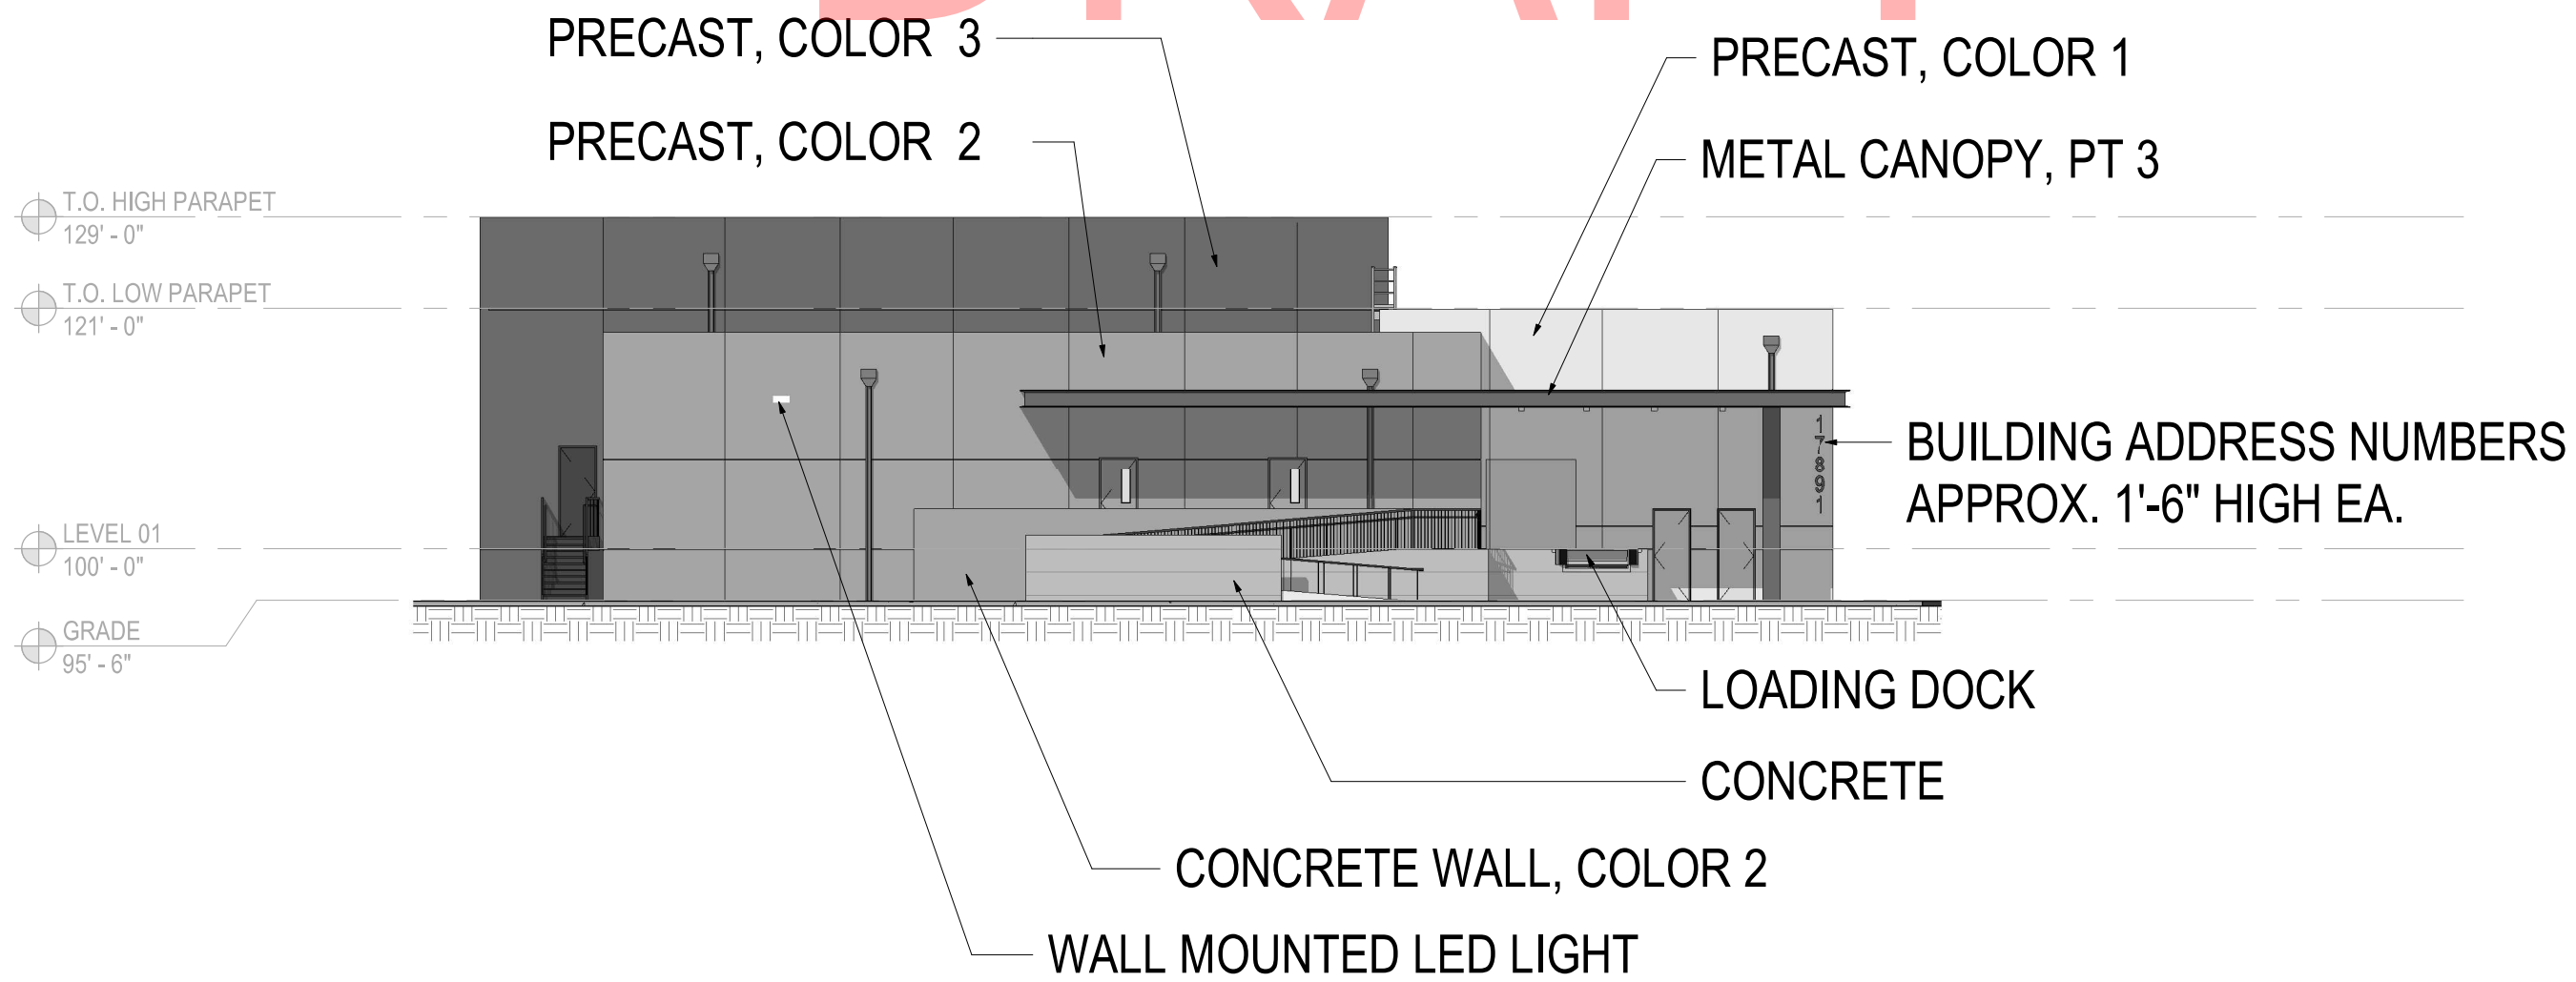 DRAFT
PRECAST, COLOR 3
PRECAST, COLOR 1
PRECAST, COLOR 2
METAL CANOPY, PT 3
T.O. HIGH PARAPET
129' - 0"
T.O. LOW PARAPET
121' - 0"
17891
BUILDING ADDRESS NUMBERS
APPROX. 1'-6" HIGH EA.
LEVEL 01
100' - 0"
GRADE
95' - 6"
LOADING DOCK
CONCRETE
CONCRETE WALL, COLOR 2
WALL MOUNTED LED LIGHT